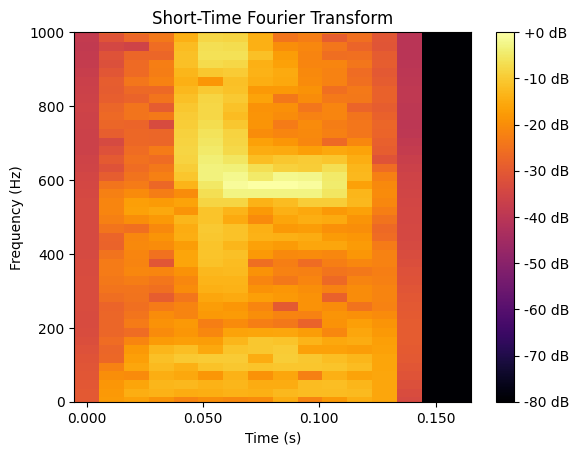 Short-Time Fourier Transform
1000
800
600
400
200
0
Frequency (Hz)
0.000
0.050
0.100
0.150
Time (s)
+0 dB
-10 dB
-20 dB
-30 dB
-40 dB
-50 dB
-60 dB
-70 dB
-80 dB